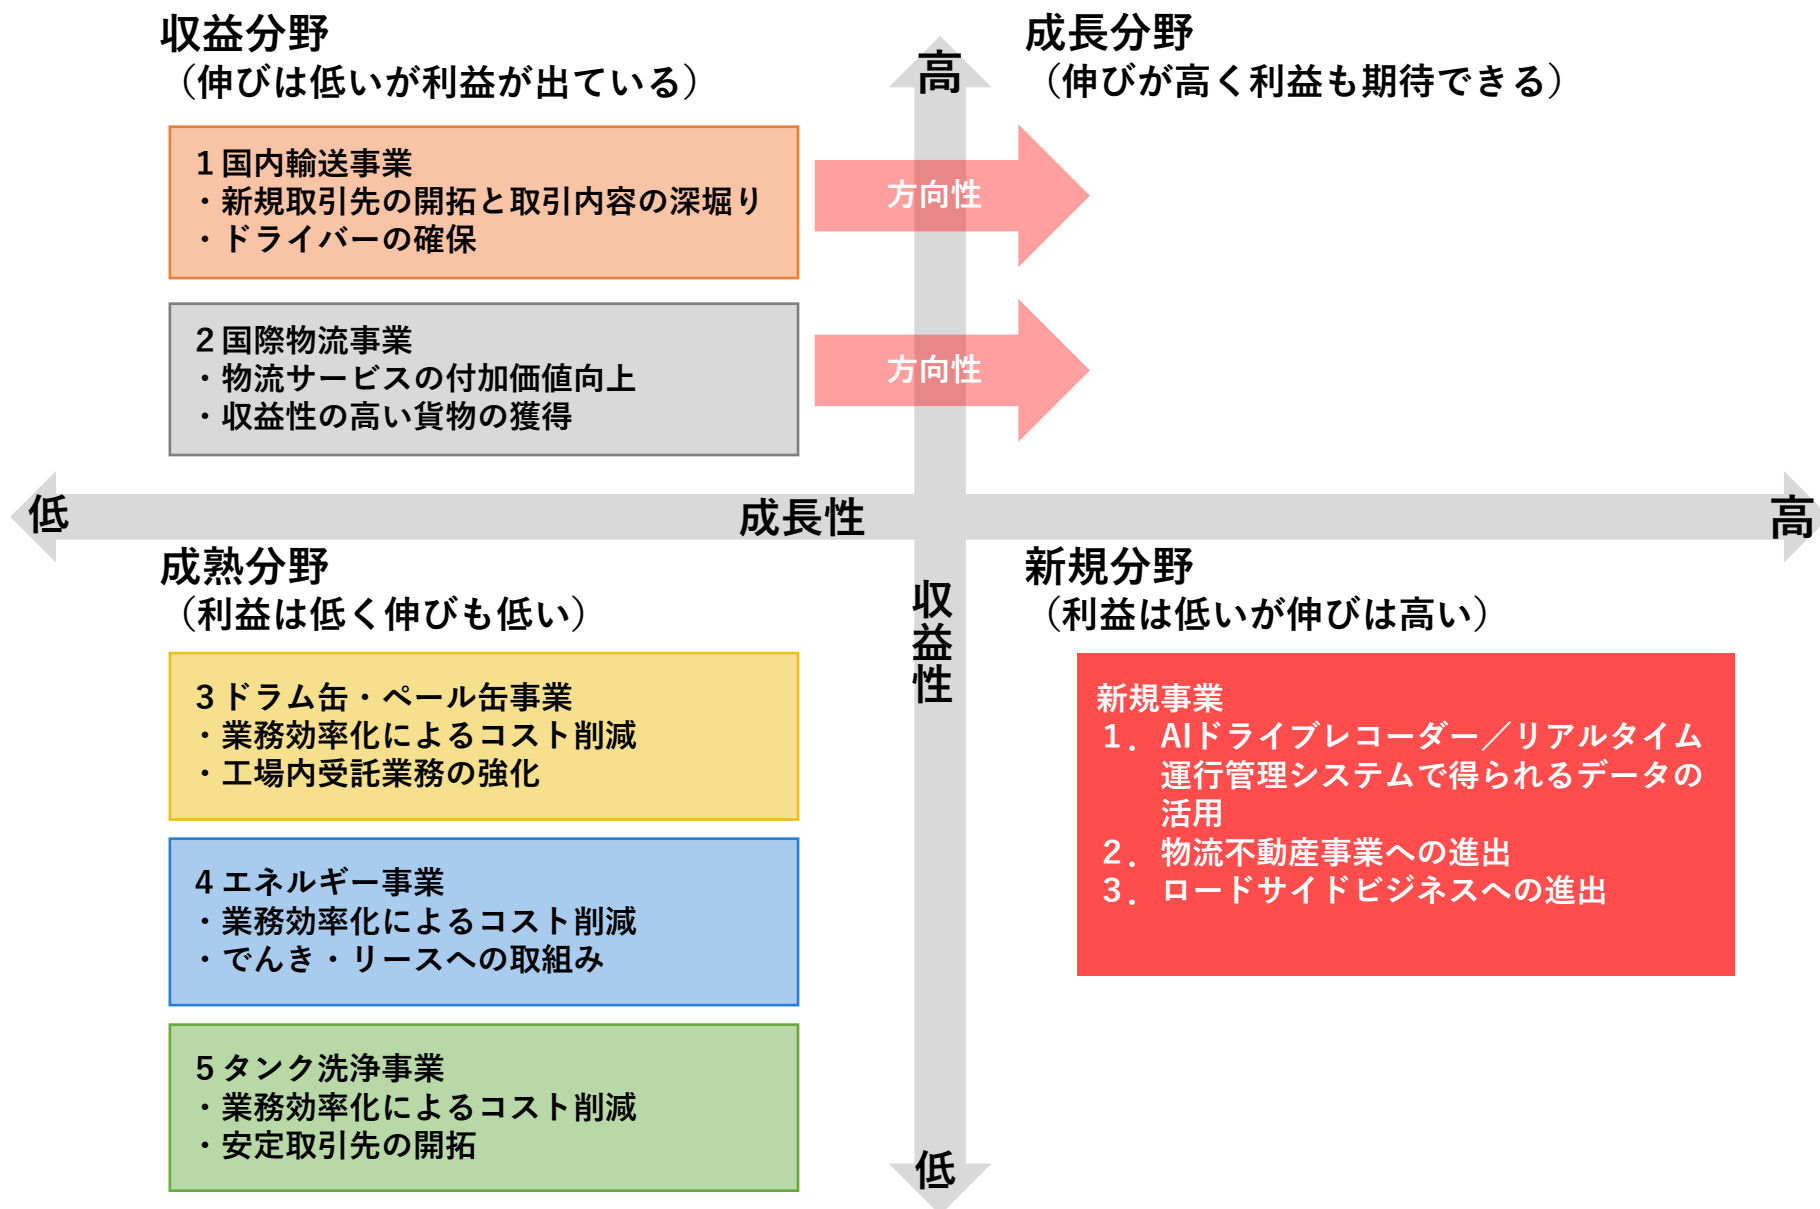 収益分野
（伸びは低いが利益が出ている）
高
成長分野
（伸びが高く利益も期待できる）
1 国内輸送事業
・新規取引先の開拓と取引内容の深堀り
・ドライバーの確保
方向性
2 国際物流事業
・物流サービスの付加価値向上
・収益性の高い貨物の獲得
方向性
低
成長性
高
成熟分野
（利益は低く伸びも低い）
収益性
新規分野
（利益は低いが伸びは高い）
3 ドラム缶・ペール缶事業
・業務効率化によるコスト削減
・工場内受託業務の強化
新規事業
1．AIドライブレコーダー／リアルタイム
運行管理システムで得られるデータの
活用
2．物流不動産事業への進出
3．ロードサイドビジネスへの進出
4 エネルギー事業
・業務効率化によるコスト削減
・でんき・リースへの取組み
5 タンク洗浄事業
・業務効率化によるコスト削減
・安定取引先の開拓
低